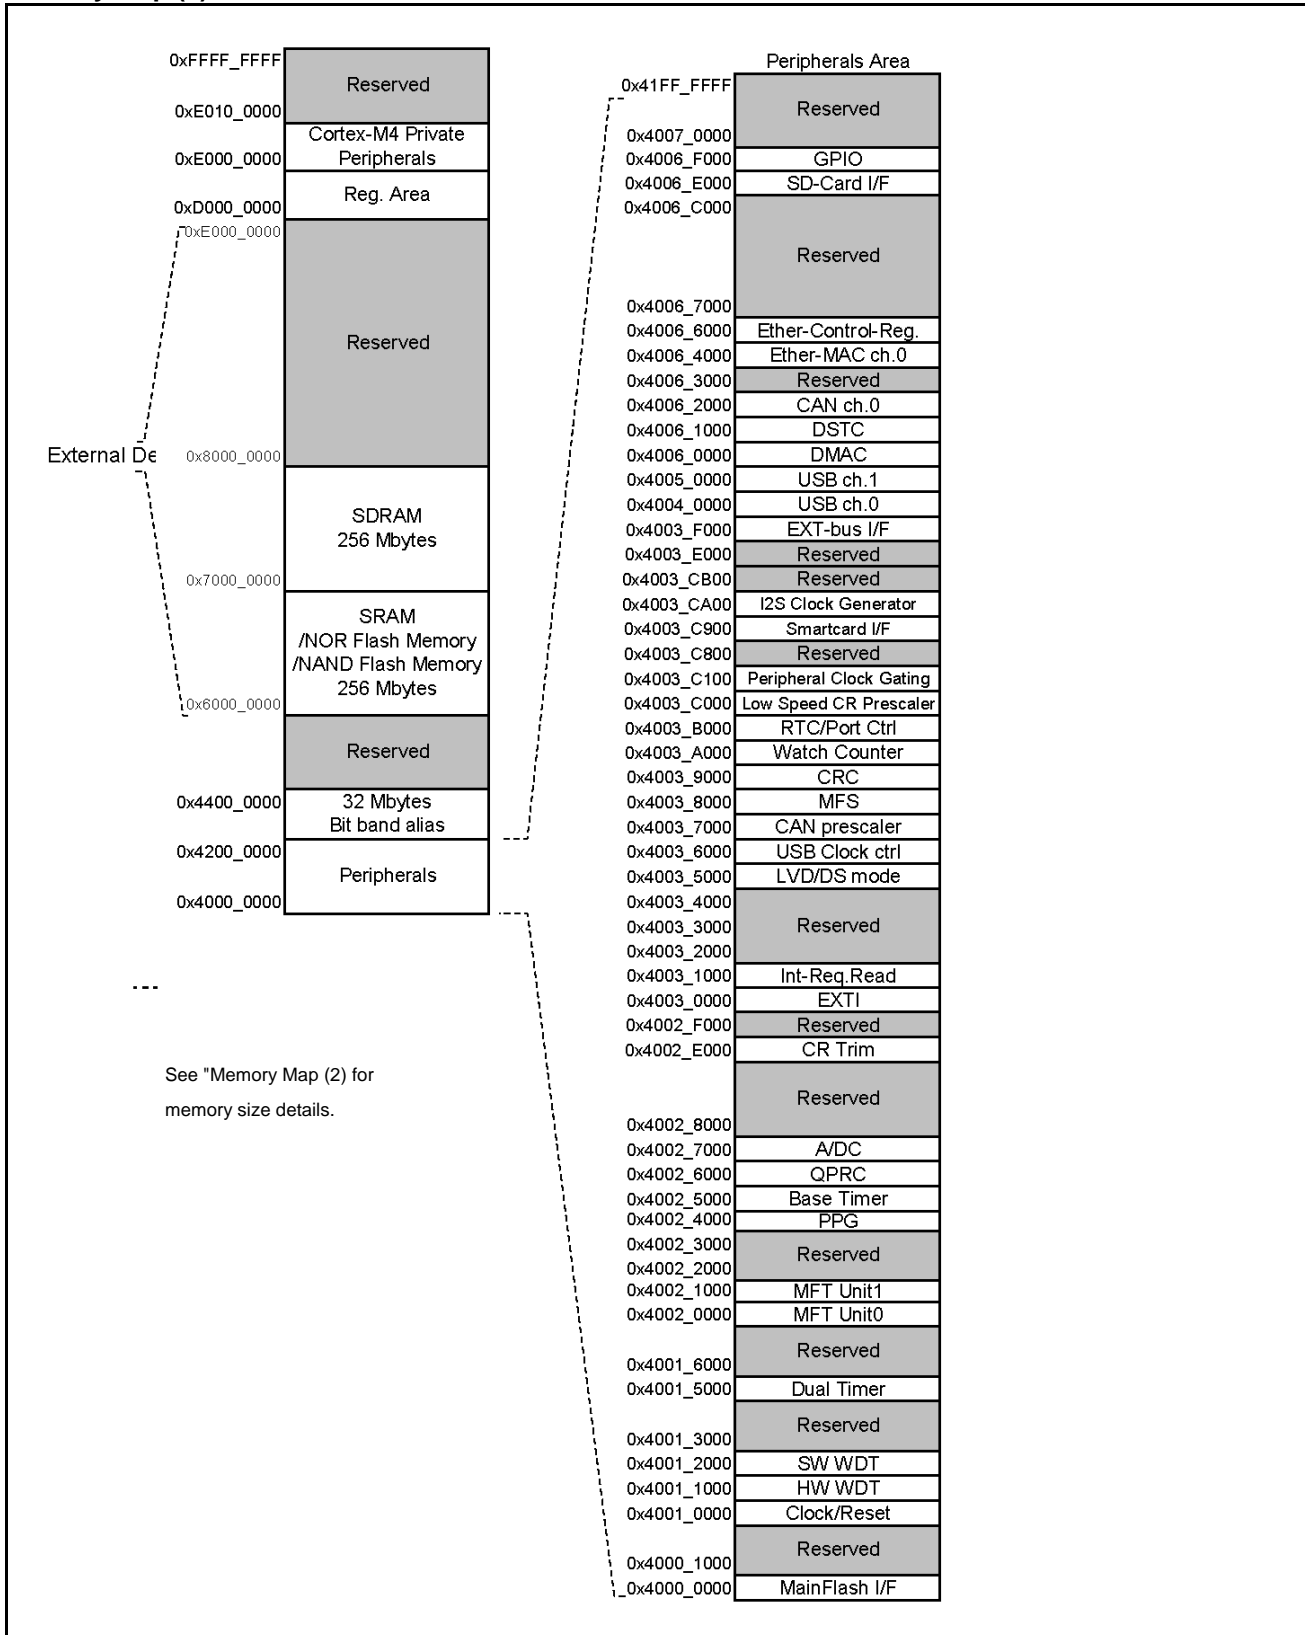 0xFFFF_FFFF
Reserved
0xE010_0000
Cortex-M4 Private
0xE000_0000 Peripherals
Reg. Area
0xD000_0000
0xE000_0000
Reserved
External De
0x8000_0000
SDRAM
256 Mbytes
0x7000_0000
SRAM
/NOR Flash Memory
/NAND Flash Memory
256 Mbytes
0x6000_0000
Reserved
0x4400_0000 32 Mbytes
Bit band alias
0x4200_0000
Peripherals
0x4000_0000
See "Memory Map (2) for
memory size details.
Peripherals Area
0x41FF_FFFF
Reserved
0x4007_0000
0x4006_F000 GPIO
0x4006_E000 SD-Card I/F
0x4006_C000
Reserved
0x4006_7000
0x4006_6000 Ether-Control-Reg.
0x4006_4000 Ether-MAC ch.0
0x4006_3000 Reserved
0x4006_2000 CAN ch.0
0x4006_1000 DSTC
0x4006_0000 DMAC
0x4005_0000 USB ch.1
0x4004_0000 USB ch.0
0x4003_F000 EXT-bus I/F
0x4003_E000 Reserved
0x4003_CB00 Reserved
0x4003_CA00 I2S Clock Generator
0x4003_C900 Smartcard I/F
0x4003_C800 Reserved
0x4003_C100 Peripheral Clock Gating
0x4003_C000 Low Speed CR Prescaler
0x4003_B000 RTC/Port Ctrl
0x4003_A000 Watch Counter
0x4003_9000 CRC
0x4003_8000 MFS
0x4003_7000 CAN prescaler
0x4003_6000 USB Clock ctrl
0x4003_5000 LVD/DS mode
0x4003_4000
0x4003_3000 Reserved
0x4003_2000
0x4003_1000 Int-Req.Read
0x4003_0000 EXTI
0x4002_F000 Reserved
0x4002_E000 CR Trim
Reserved
0x4002_8000
0x4002_7000 A/DC
0x4002_6000 QPRC
0x4002_5000 Base Timer
0x4002_4000 PPG
0x4002_3000
Reserved
0x4002_2000
0x4002_1000 MFT Unit1
0x4002_0000 MFT Unit0
Reserved
0x4001_6000
0x4001_5000 Dual Timer
Reserved
0x4001_3000
0x4001_2000 SW WDT
0x4001_1000 HW WDT
0x4001_0000 Clock/Reset
Reserved
0x4000_1000
0x4000_0000 MainFlash I/F